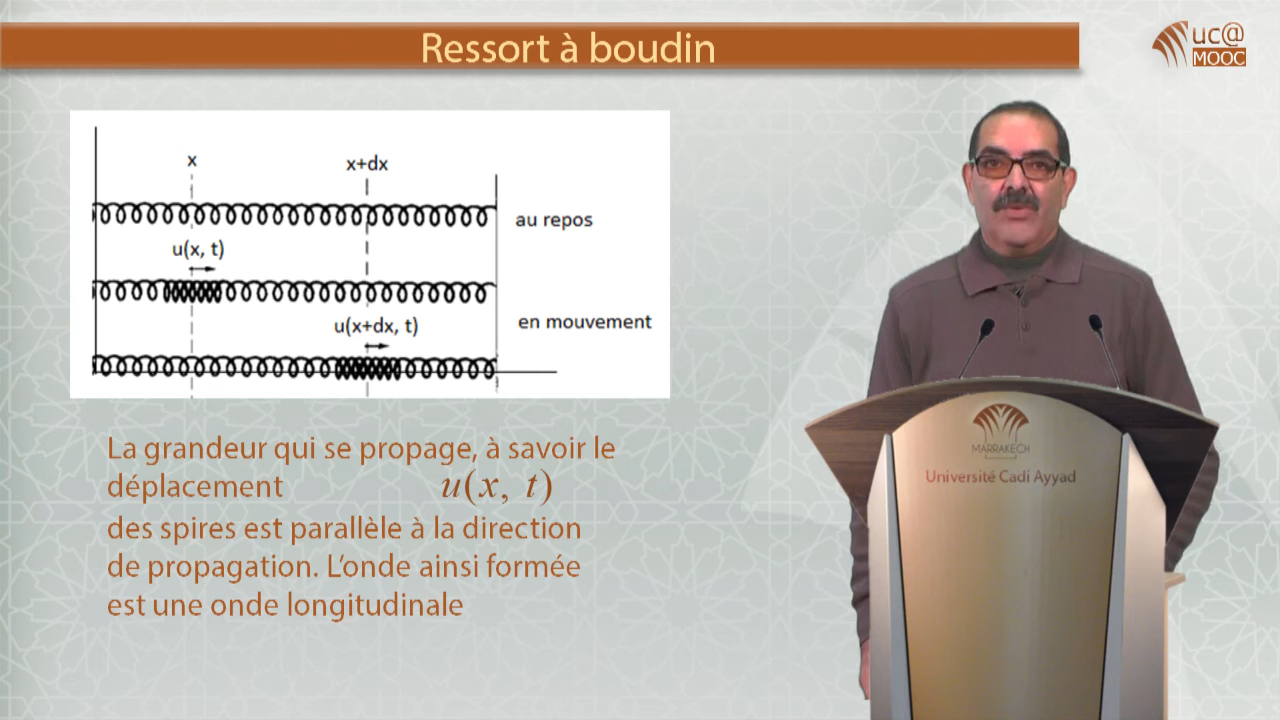 Ressort à boudin
uc@
MOOC
x
x+dx
au repos
u(x, t)
en mouvement
u(x+dx, t)
La grandeur qui se propage, à savoir le
déplacement u(x, t)
des spires est parallèle à la direction
de propagation. L’onde ainsi formée
est une onde longitudinale
MARRAKECH
Université Cadi Ayyad